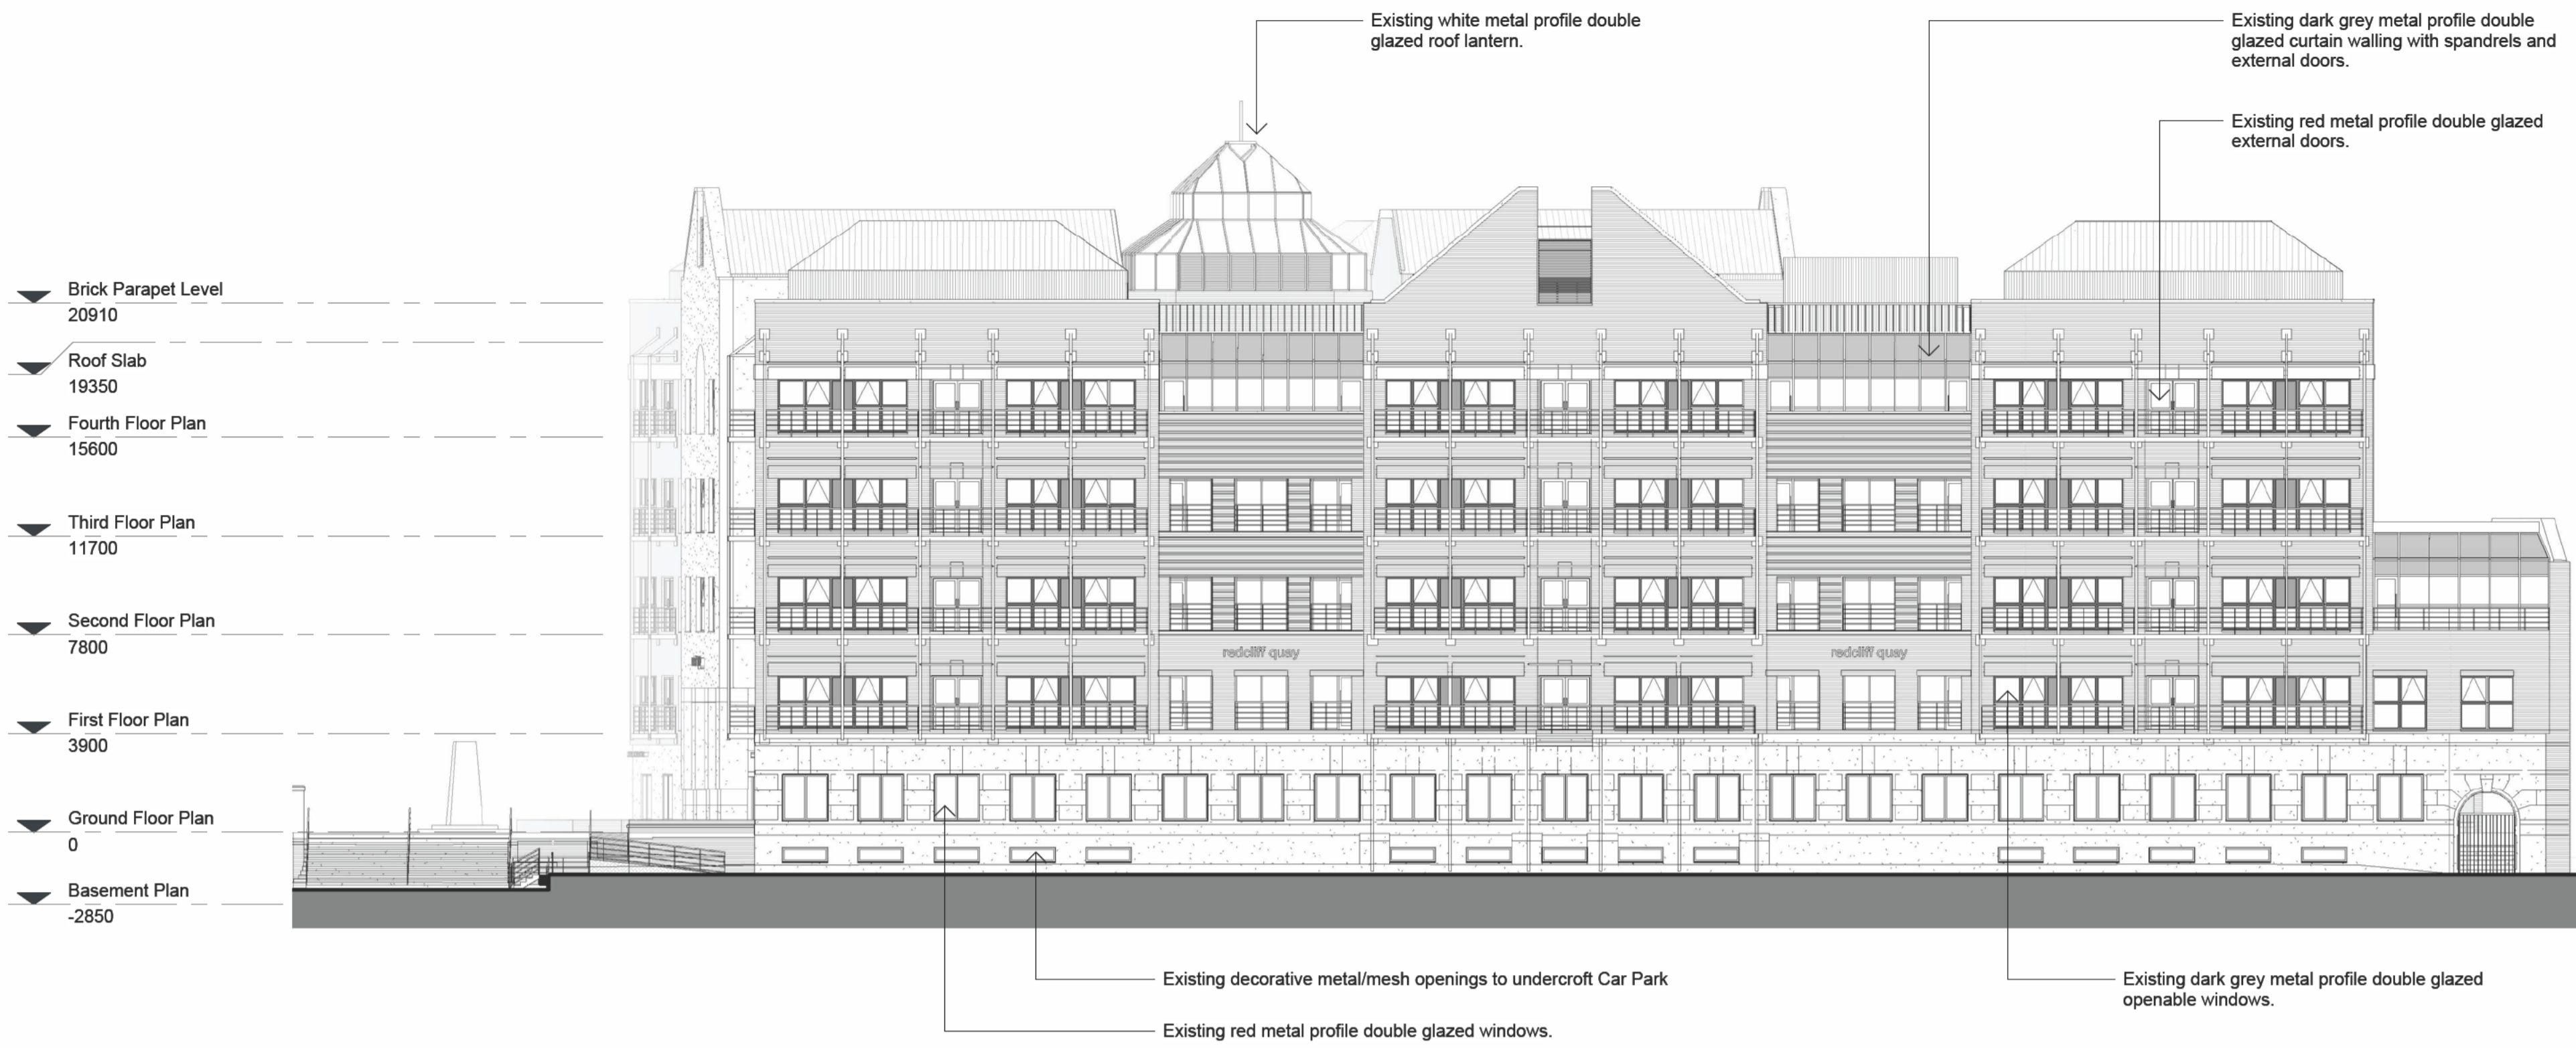 Existing white metal profile double
glazed roof lantern.
Existing dark grey metal profile double
glazed curtain walling with spandrels and
external doors.
Existing red metal profile double glazed
external doors.
Brick Parapet Level
20910
Roof Slab
19350
Fourth Floor Plan
15600
Third Floor Plan
11700
Second Floor Plan
7800
redcliff quay
redcliff quay
First Floor Plan
3900
Ground Floor Plan
0
Basement Plan
-2850
Existing decorative metal/mesh openings to undercroft Car Park
Existing red metal profile double glazed windows.
Existing dark grey metal profile double glazed
openable windows.